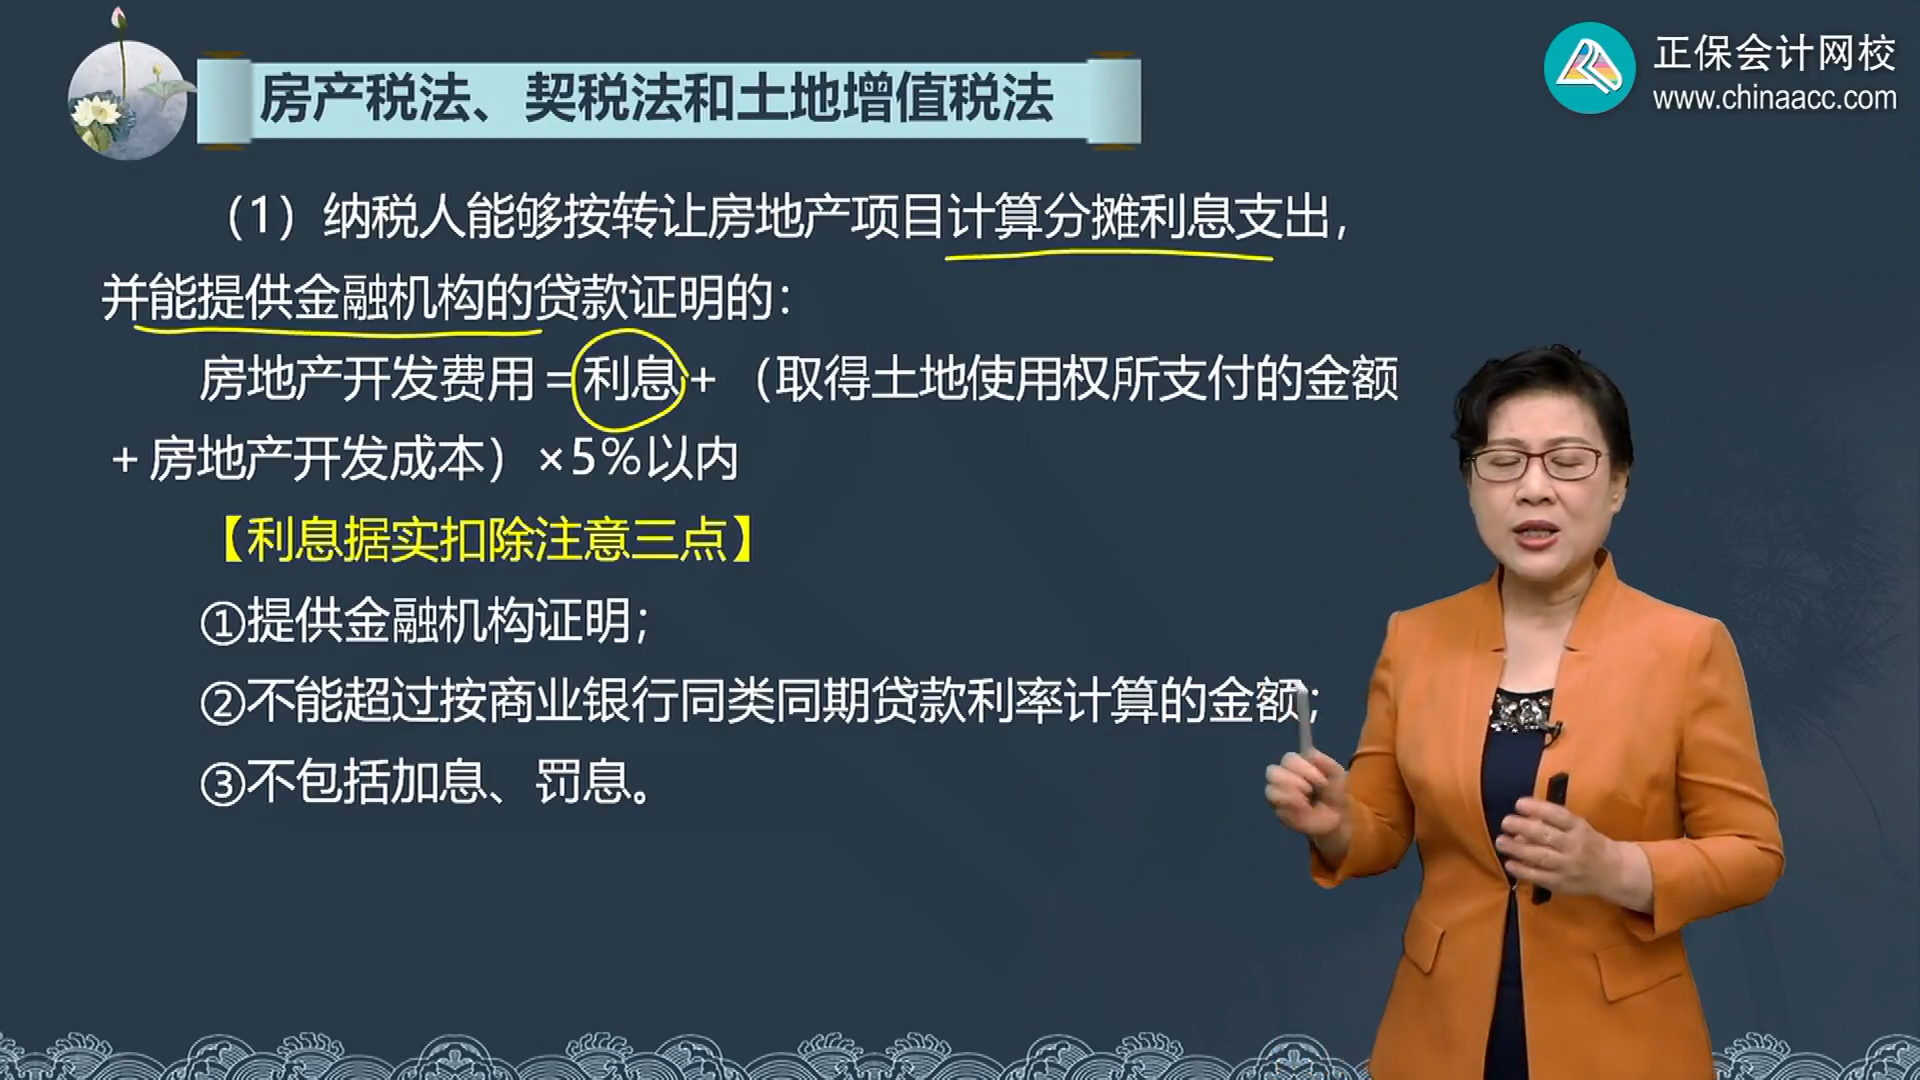 房产税法、契税法和土地增值税法
正保会计网校
www.chinaacc.com
（1）纳税人能够按转让房地产项目计算分摊利息支出，
并能提供金融机构的贷款证明的：
房地产开发费用＝利息＋（取得土地使用权所支付的金额
＋房地产开发成本）×5%以内
【利息据实扣除注意三点】
①提供金融机构证明；
②不能超过按商业银行同类同期贷款利率计算的金额；
③不包括加息、罚息。